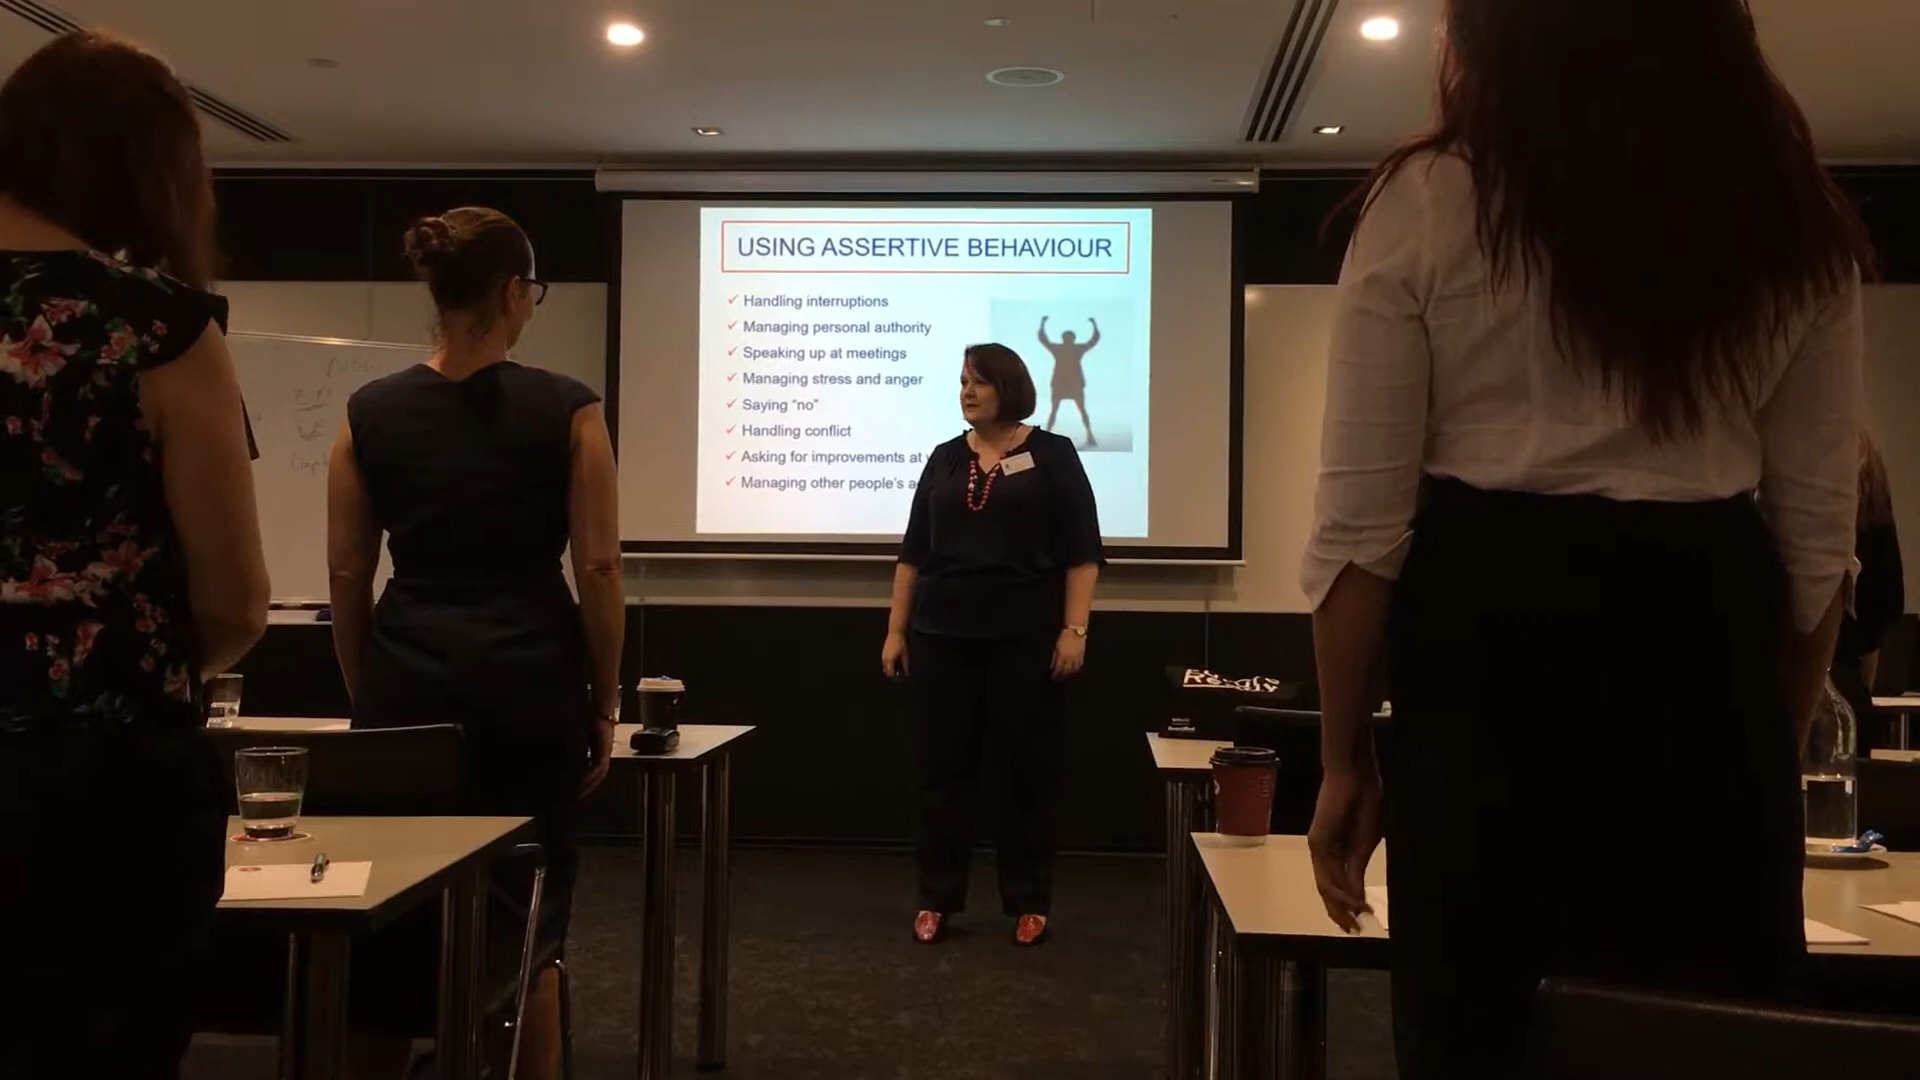 USING ASSERTIVE BEHAVIOUR
✓ Handling interruptions
✓ Managing personal authority
✓ Speaking up at meetings
✓ Managing stress and anger
✓ Saying “no”
✓ Handling conflict
✓ Asking for improvements at
✓ Managing other people's